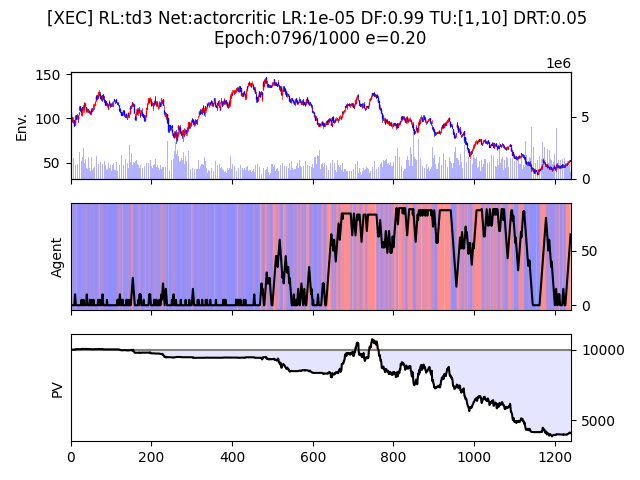 [XEC] RL:td3 Net:actorcritic LR:1e-05 DF:0.99 TU:[1,10] DRT:0.05
Epoch:0796/1000 e=0.20
1e6
150
100
50
Env.
5
0
Agent
50
0
PV
10000
5000
0 200 400 600 800 1000 1200